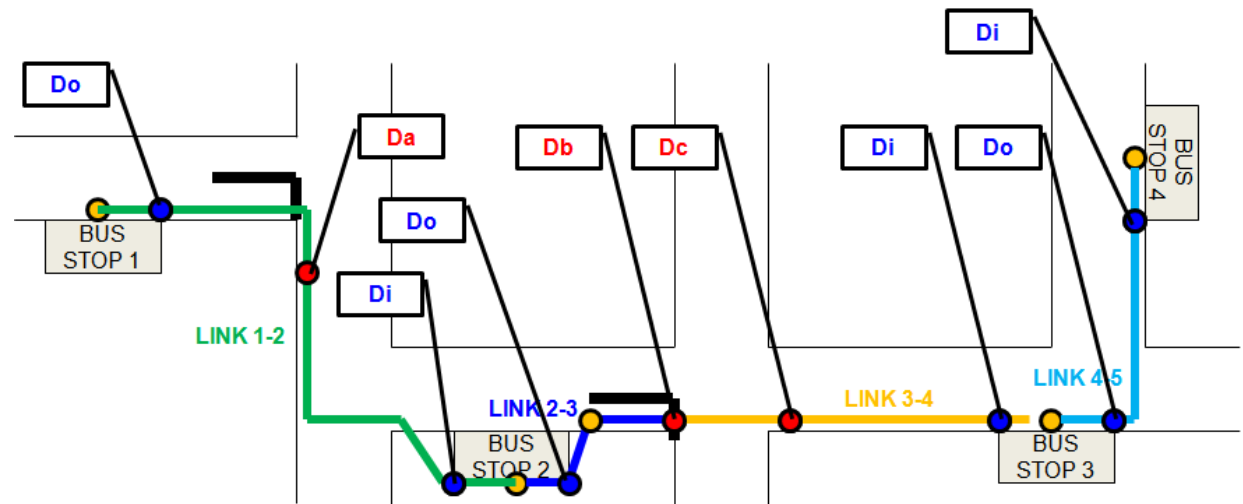 Di
Do
Da
Db
Dc
Di
Do
BUS
STOP 4
Do
BUS
STOP 1
Di
LINK 1-2
LINK 4-5
LINK 3-4
LINK 2-3
BUS
STOP 2
BUS
STOP 3